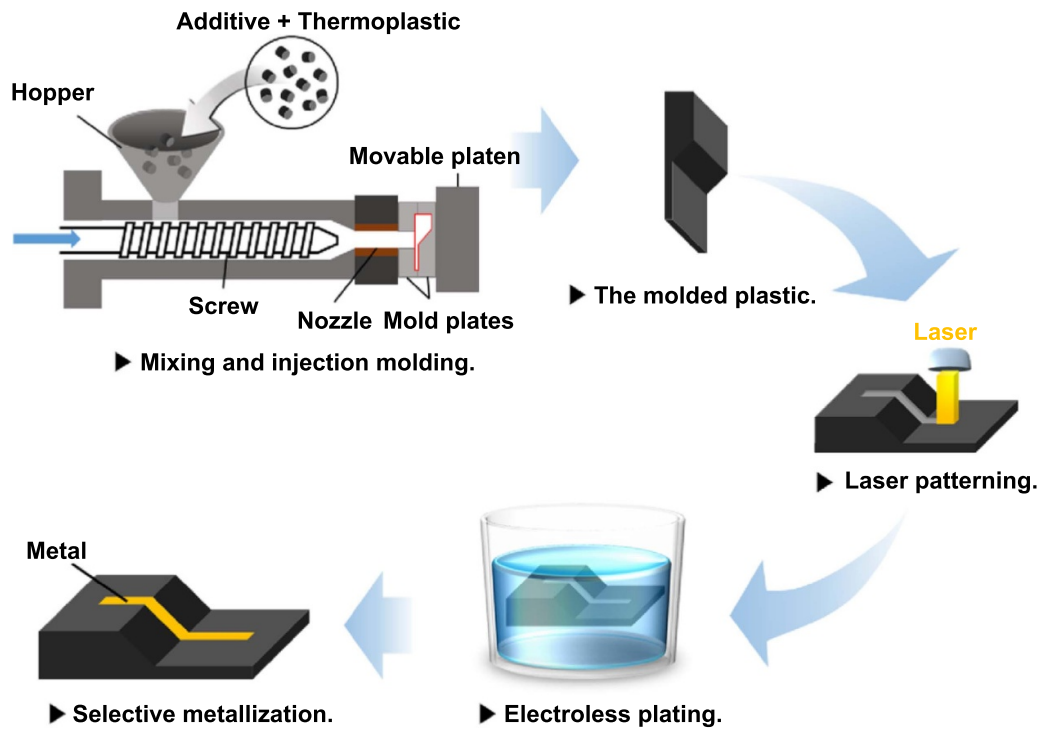 Additive + Thermoplastic
Hopper
Movable platen
Screw
Nozzle
Mold plates
▶ Mixing and injection molding.
▶ The molded plastic.
Laser
▶ Laser patterning.
Metal
▶ Selective metallization.
▶ Electroless plating.